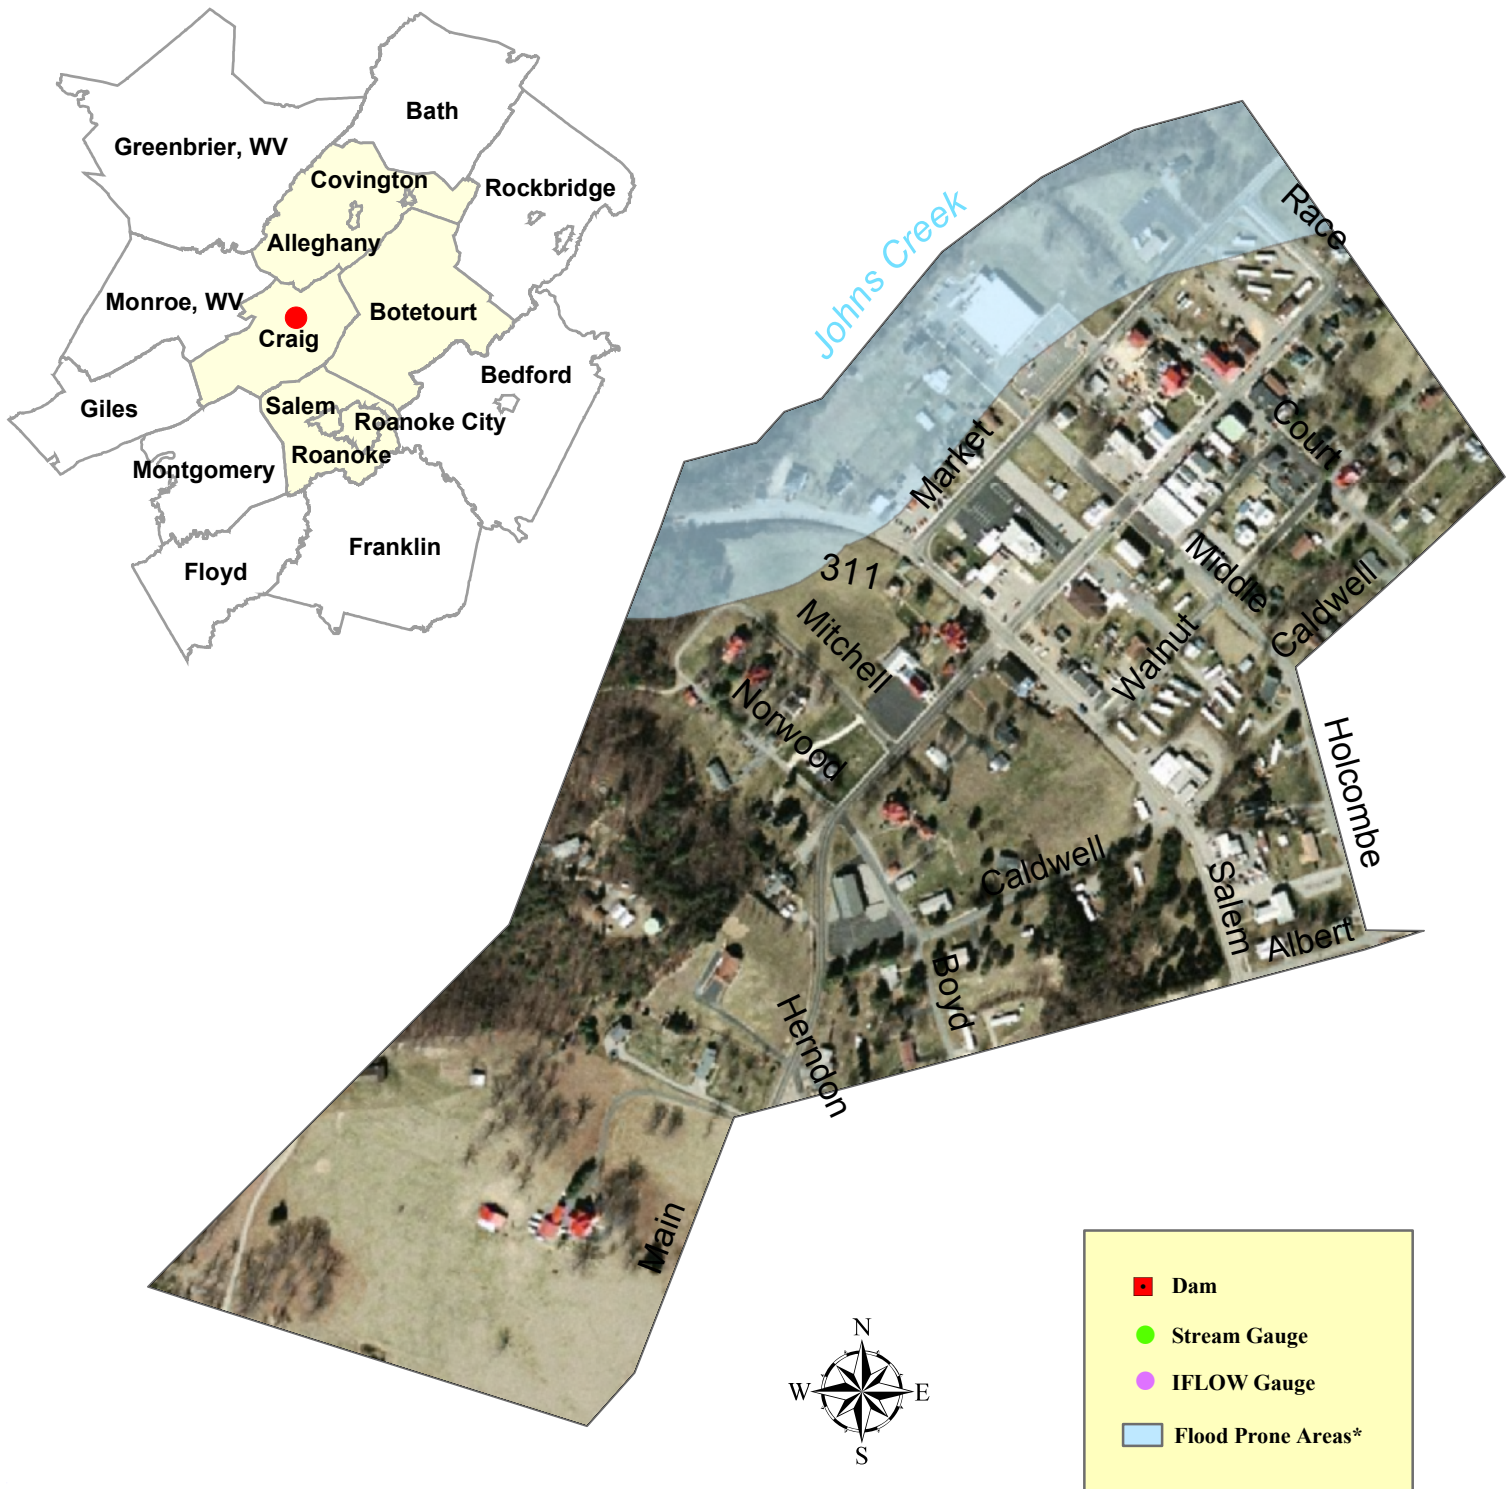 Bath
Greenbrier, WV
Covington
Rockbridge
Alleghany
Monroe, WV
Botetourt
Craig
Bedford
Giles
Salem
Roanoke City
Roanoke
Montgomery
Franklin
Floyd
Johns Creek
Race
Market
Court
311
Middle
Mitchell
Caldwell
Walnut
Norwood
Holcombe
Caldwell
Salem
Albert
Boyd
Herndon
Main
N
W
E
S
Dam
Stream Gauge
IFLOW Gauge
Flood Prone Areas*